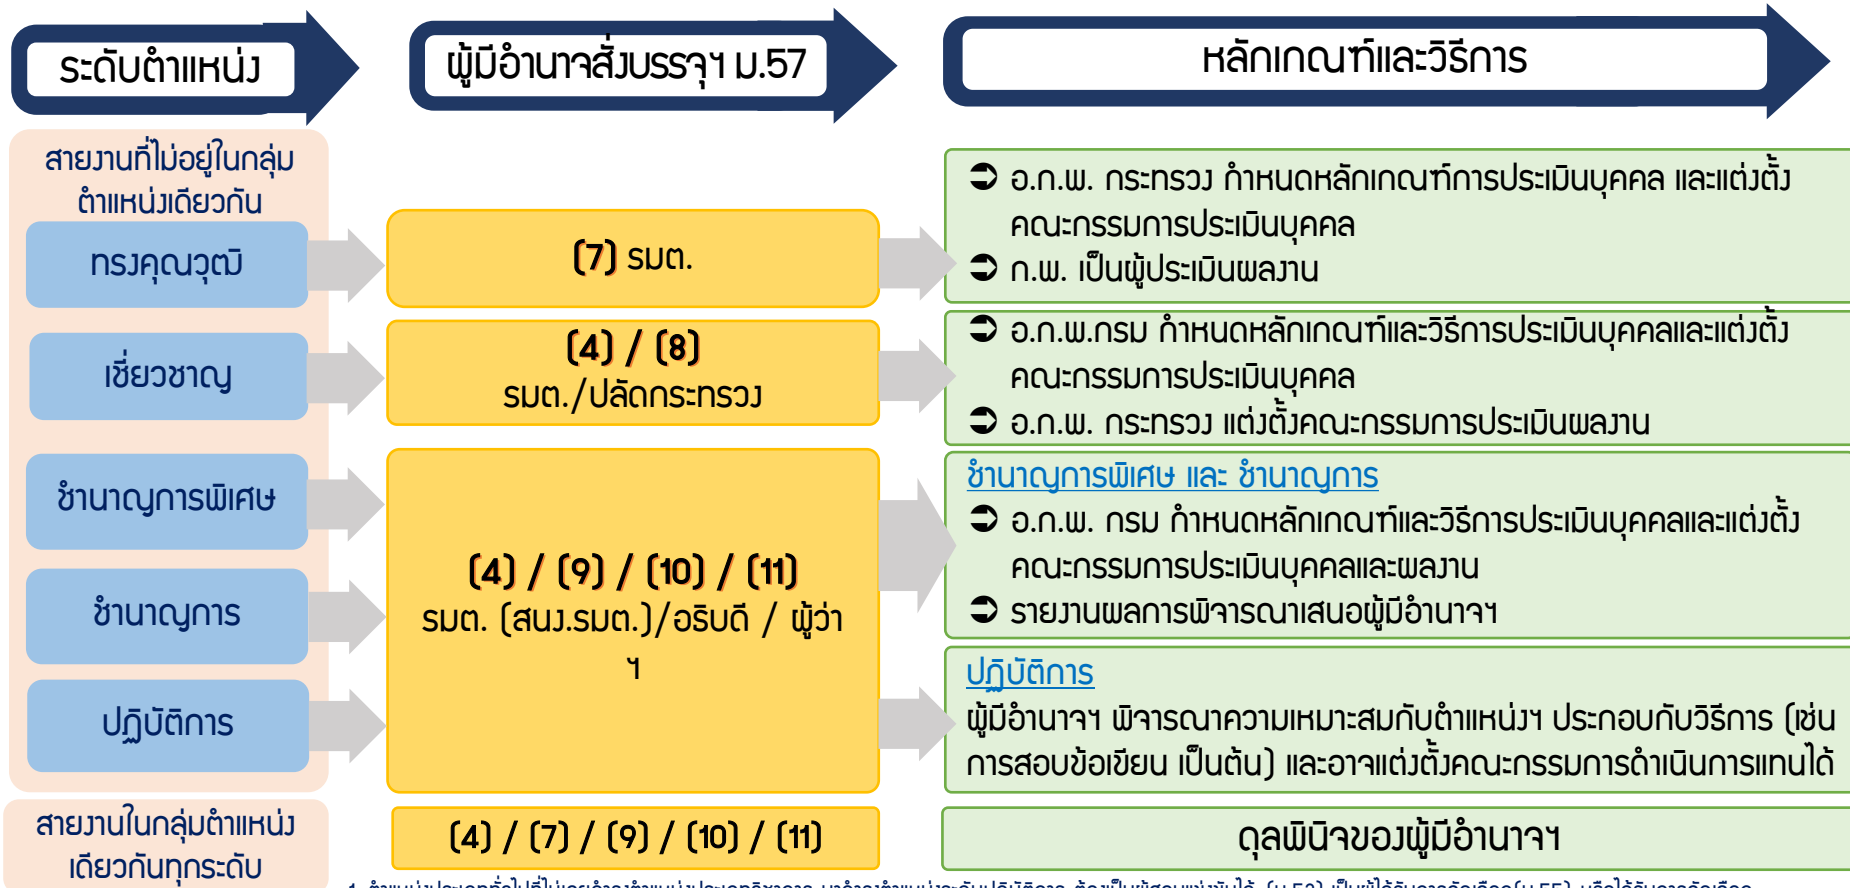 ระดับตำแหน่ง
ผู้มีอำนาจสั่งบรรจุฯ ม.57
หลักเกณฑ์และวิธีการ
สายงานที่ไม่อยู่ในกลุ่ม
ตำแหน่งเดียวกัน
ทรงคุณวุฒิ
(7) รมต.
➲ อ.ก.พ. กระทรวง กำหนดหลักเกณฑ์การประเมินบุคคล และแต่งตั้ง
คณะกรรมการประเมินบุคคล
➲ ก.พ. เป็นผู้ประเมินผลงาน
เชี่ยวชาญ
(4) / (8)
รมต./ปลัดกระทรวง
➲ อ.ก.พ.กรม กำหนดหลักเกณฑ์และวิธีการประเมินบุคคลและแต่งตั้ง
คณะกรรมการประเมินบุคคล
➲ อ.ก.พ. กระทรวง แต่งตั้งคณะกรรมการประเมินผลงาน
ชำนาญการพิเศษ
ชำนาญการ
ปฏิบัติการ
(4) / (9) / (10) / (11)
รมต. (สนง.รมต.)/อธิบดี / ผู้ว่า
ฯ
ชำนาญการพิเศษ และ ชำนาญการ
➲ อ.ก.พ. กรม กำหนดหลักเกณฑ์และวิธีการประเมินบุคคลและแต่งตั้ง
คณะกรรมการประเมินบุคคลและผลงาน
➲ รายงานผลการพิจารณาเสนอผู้มีอำนาจฯ
ปฏิบัติการ
ผู้มีอำนาจฯ พิจารณาความเหมาะสมกับตำแหน่งฯ ประกอบกับวิธีการ (เช่น
การสอบข้อเขียน เป็นต้น) และอาจแต่งตั้งคณะกรรมการดำเนินการแทนได้
สายงานในกลุ่มตำแหน่ง
เดียวกันทุกระดับ
(4) / (7) / (9) / (10) / (11)
ดุลพินิจของผู้มีอำนาจฯ